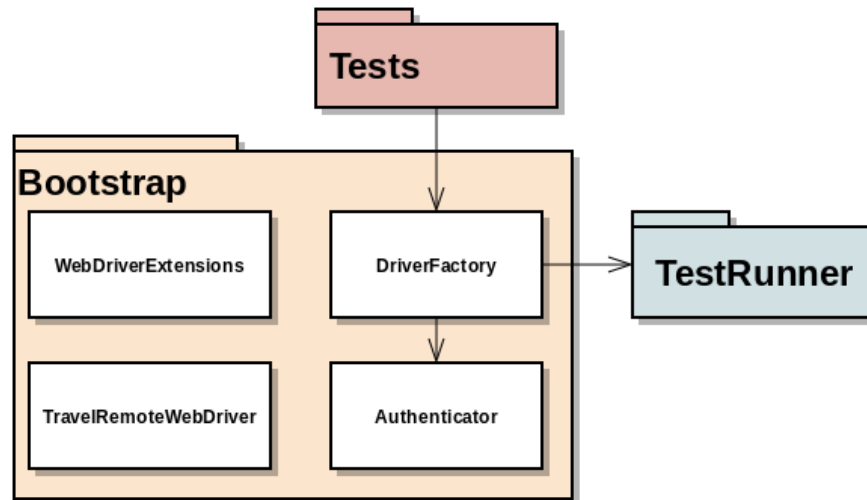 Tests
Bootstrap
WebDriverExtensions
DriverFactory
TestRunner
TravelRemoteWebDriver
Authenticator